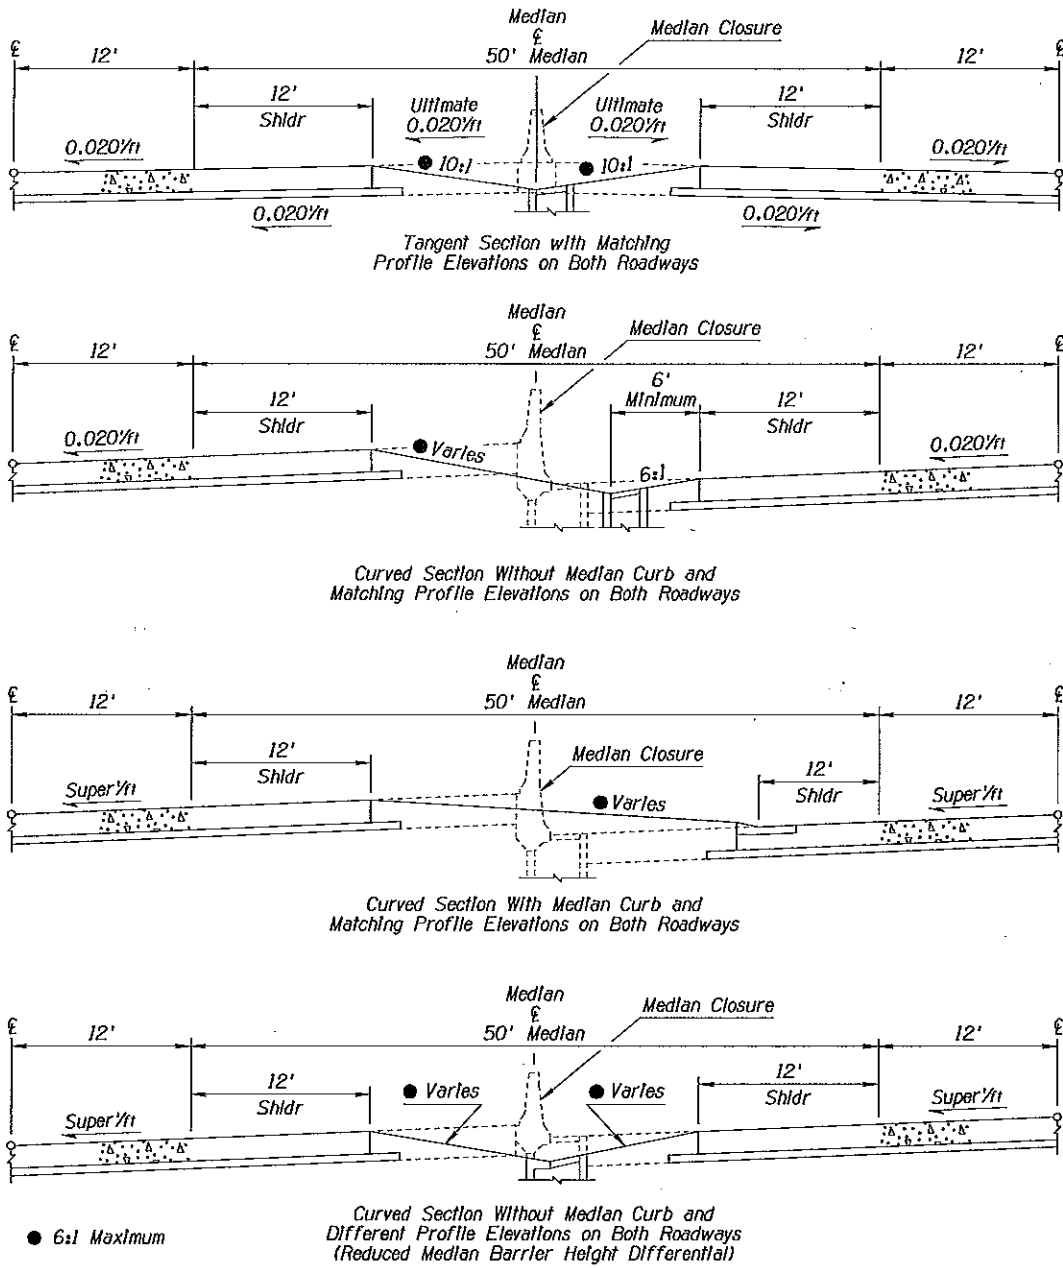 Median
℄
Median Closure
℄
12'
50' Median
12'
℄
12'
Shldr
Ultimate
0.020'/ft
Ultimate
0.020'/ft
12'
Shldr
0.020'/ft
● 10:1
● 10:1
0.020'/ft
0.020'/ft
0.020'/ft
Tangent Section with Matching
Profile Elevations on Both Roadways
Median
℄
Median Closure
℄
12'
50' Median
12'
℄
12'
Shldr
6'
Minimum
12'
Shldr
0.020'/ft
● Varies
6:1
0.020'/ft
Curved Section Without Median Curb and
Matching Profile Elevations on Both Roadways
Median
℄
℄
12'
50' Median
12'
℄
12'
Shldr
Median Closure
12'
Shldr
Super'/ft
● Varies
Super'/ft
Curved Section With Median Curb and
Matching Profile Elevations on Both Roadways
Median
℄
Median Closure
℄
12'
50' Median
12'
℄
12'
Shldr
● Varies
● Varies
12'
Shldr
Super'/ft
Super'/ft
Curved Section Without Median Curb and
Different Profile Elevations on Both Roadways
(Reduced Median Barrier Height Differential)
● 6:1 Maximum